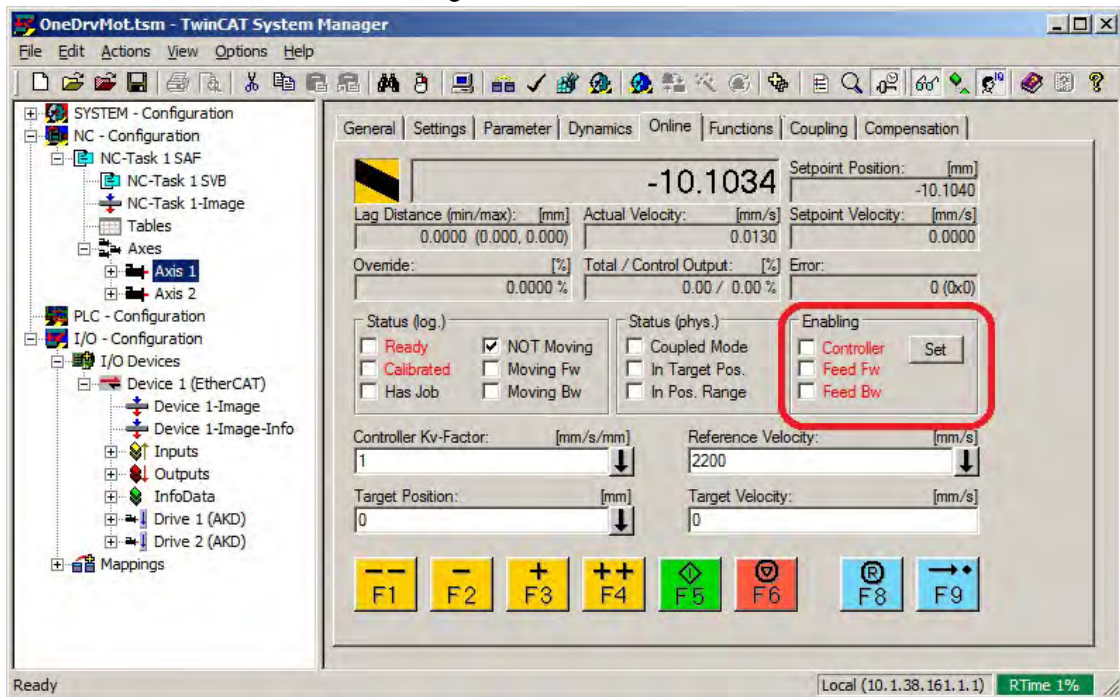 OneDrvMot.tsm - TwinCAT System Manager
File Edit Actions View Options Help
SYSTEM - Configuration
NC - Configuration
NC-Task 1 SAF
NC-Task 1 SVB
NC-Task 1-Image
Tables
Axes
Axis 1
Axis 2
PLC - Configuration
I/O - Configuration
I/O Devices
Device 1 (EtherCAT)
Device 1-Image
Device 1-Image-Info
Inputs
Outputs
InfoData
Drive 1 (AKD)
Drive 2 (AKD)
Mappings
General Settings Parameter Dynamics Online Functions Coupling Compensation
-10.1034
Setpoint Position: [mm]
-10.1040
Lag Distance (min/max): [mm] Actual Velocity: [mm/s] Setpoint Velocity: [mm/s]
0.0000 (0.000, 0.000) 0.0130 0.0000
Override: [%] Total / Control Output: [%] Error:
0.0000 % 0.00 / 0.00 % 0 (0x0)
Status (log.) Status (phys.) Enabling
Ready NOT Moving Coupled Mode Controller Set
Calibrated Moving Fw In Target Pos. Feed Fw
Has Job Moving Bw In Pos. Range Feed Bw
Controller Kv-Factor: [mm/s/mm] Reference Velocity: [mm/s]
1 2200
Target Position: [mm] Target Velocity: [mm/s]
0 0
-- - + ++ R
F1 F2 F3 F4 F5 F6 F8 F9
Ready Local (10.1.38.161.1.1) RTime 1%